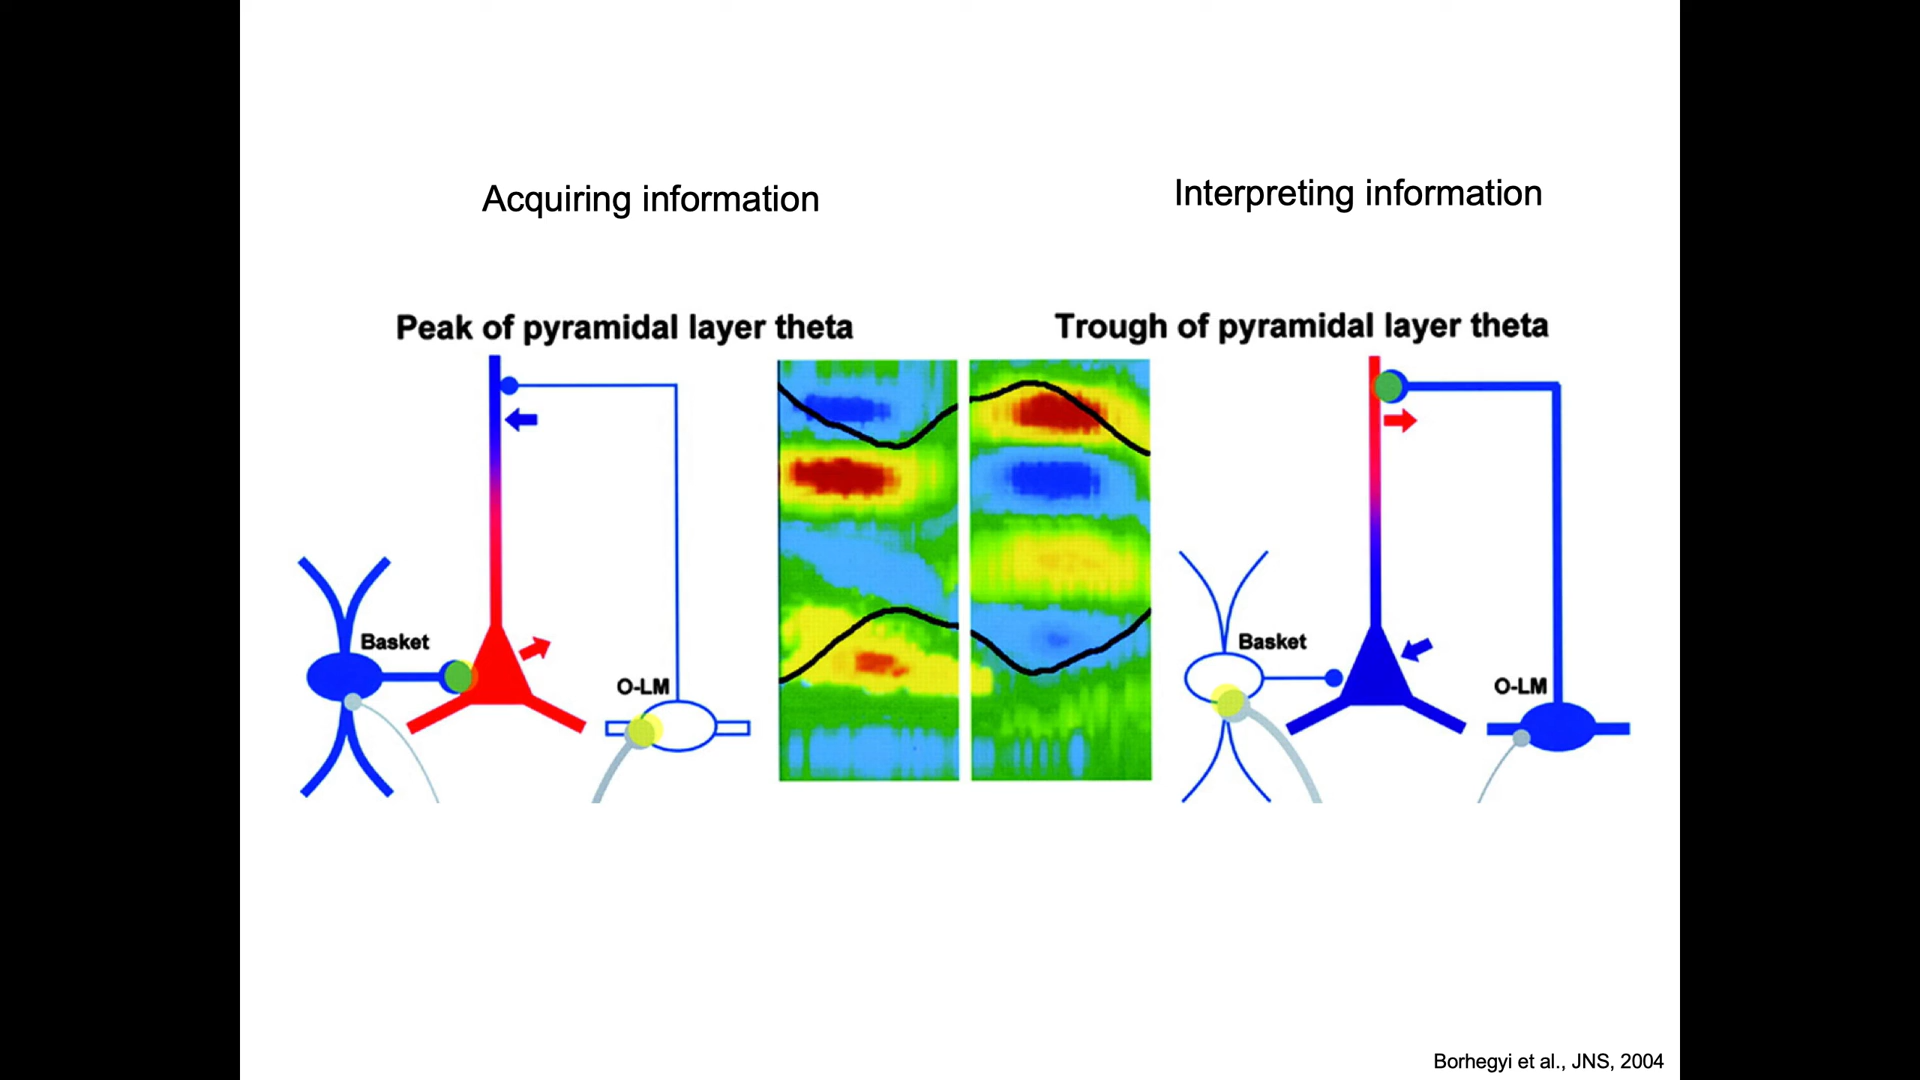 Acquiring information
Interpreting information
Peak of pyramidal layer theta
Trough of pyramidal layer theta
Basket
O-LM
Basket
O-LM
Borhegyi et al., JNS, 2004